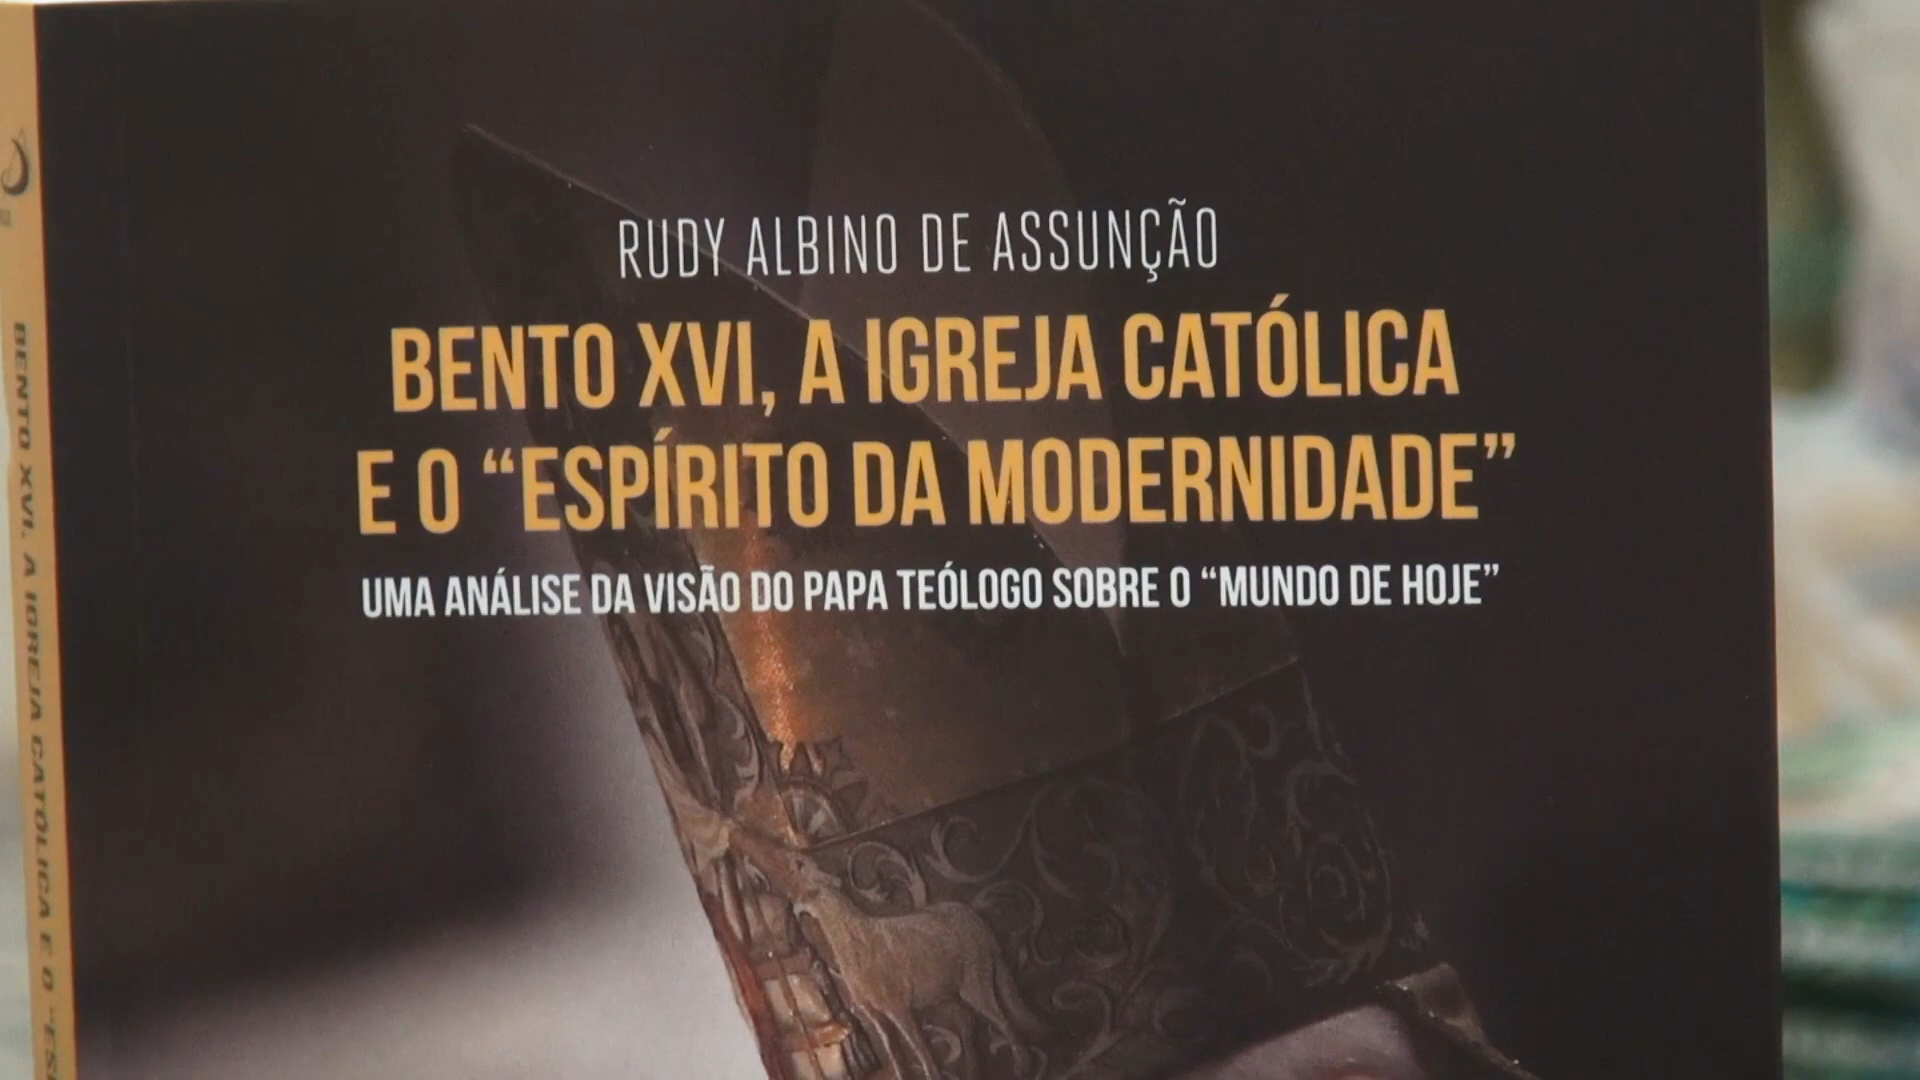 RUDY ALBINO DE ASSUNÇÃO
BENTO XVI, A IGREJA CATÓLICA
E O “ESPÍRITO DA MODERNIDADE”
UMA ANÁLISE DA VISÃO DO PAPA TEÓLOGO SOBRE O “MUNDO DE HOJE”
BENTO XVI, A IGREJA CATÓLICA E O